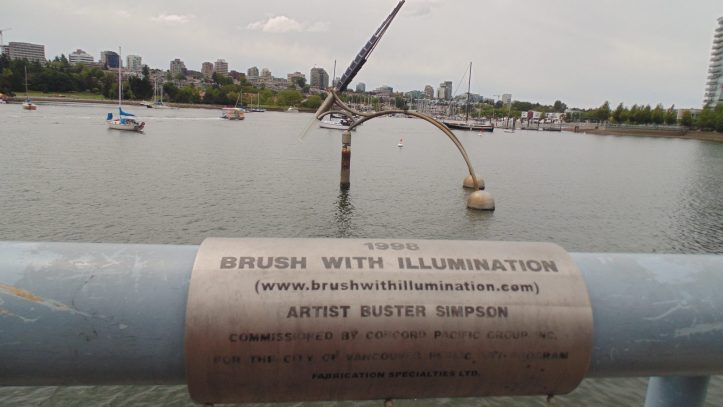 1998
BRUSH WITH ILLUMINATION
(www.brushwithillumination.com)
ARTIST BUSTER SIMPSON
COMMISSIONED BY CONCORD PACIFIC GROUP INC.
FOR THE CITY OF VANCOUVER PUBLIC ART PROGRAM
FABRICATION SPECIALTIES LTD.